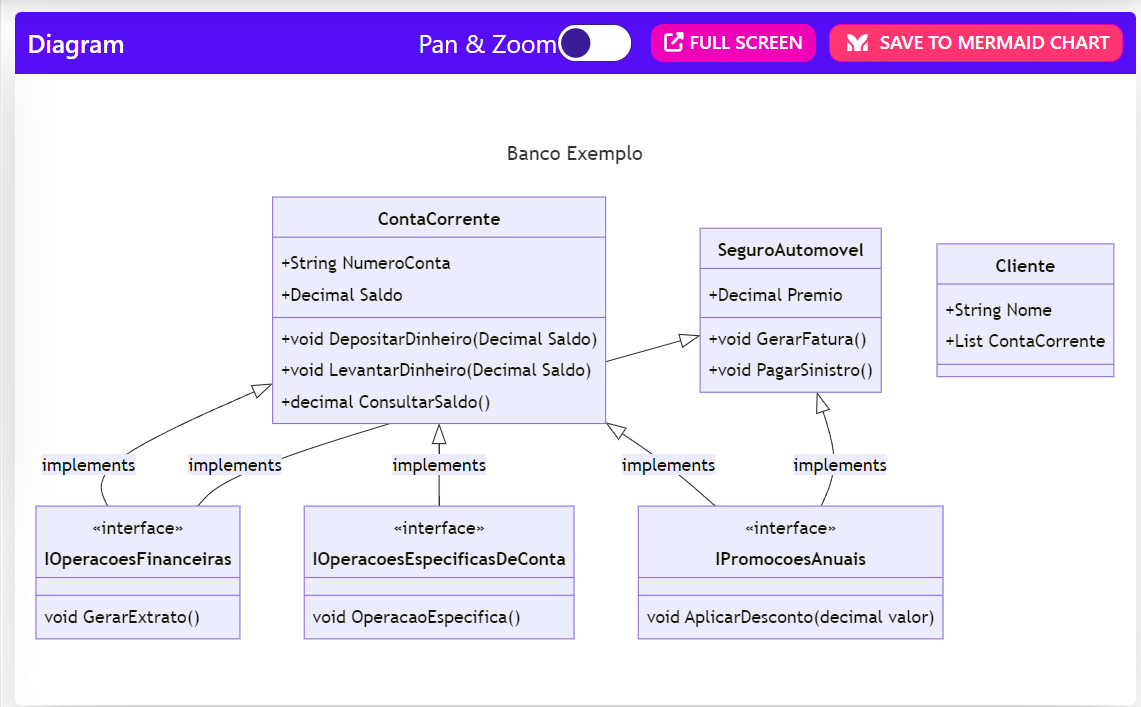 Diagram
Pan & Zoom
FULL SCREEN
SAVE TO MERMAID CHART
Banco Exemplo
ContaCorrente
+String NumeroConta
+Decimal Saldo
+void DepositarDinheiro(Decimal Saldo)
+void LevantarDinheiro(Decimal Saldo)
+decimal ConsultarSaldo()
SeguroAutomovel
+Decimal Premio
+void GerarFatura()
+void PagarSinistro()
Cliente
+String Nome
+List ContaCorrente
implements
implements
implements
implements
implements
«interface»
IOperacoesFinanceiras
void GerarExtrato()
«interface»
IOperacoesEspecificasDeConta
void OperacaoEspecifica()
«interface»
IPromocoesAnuais
void AplicarDesconto(decimal valor)